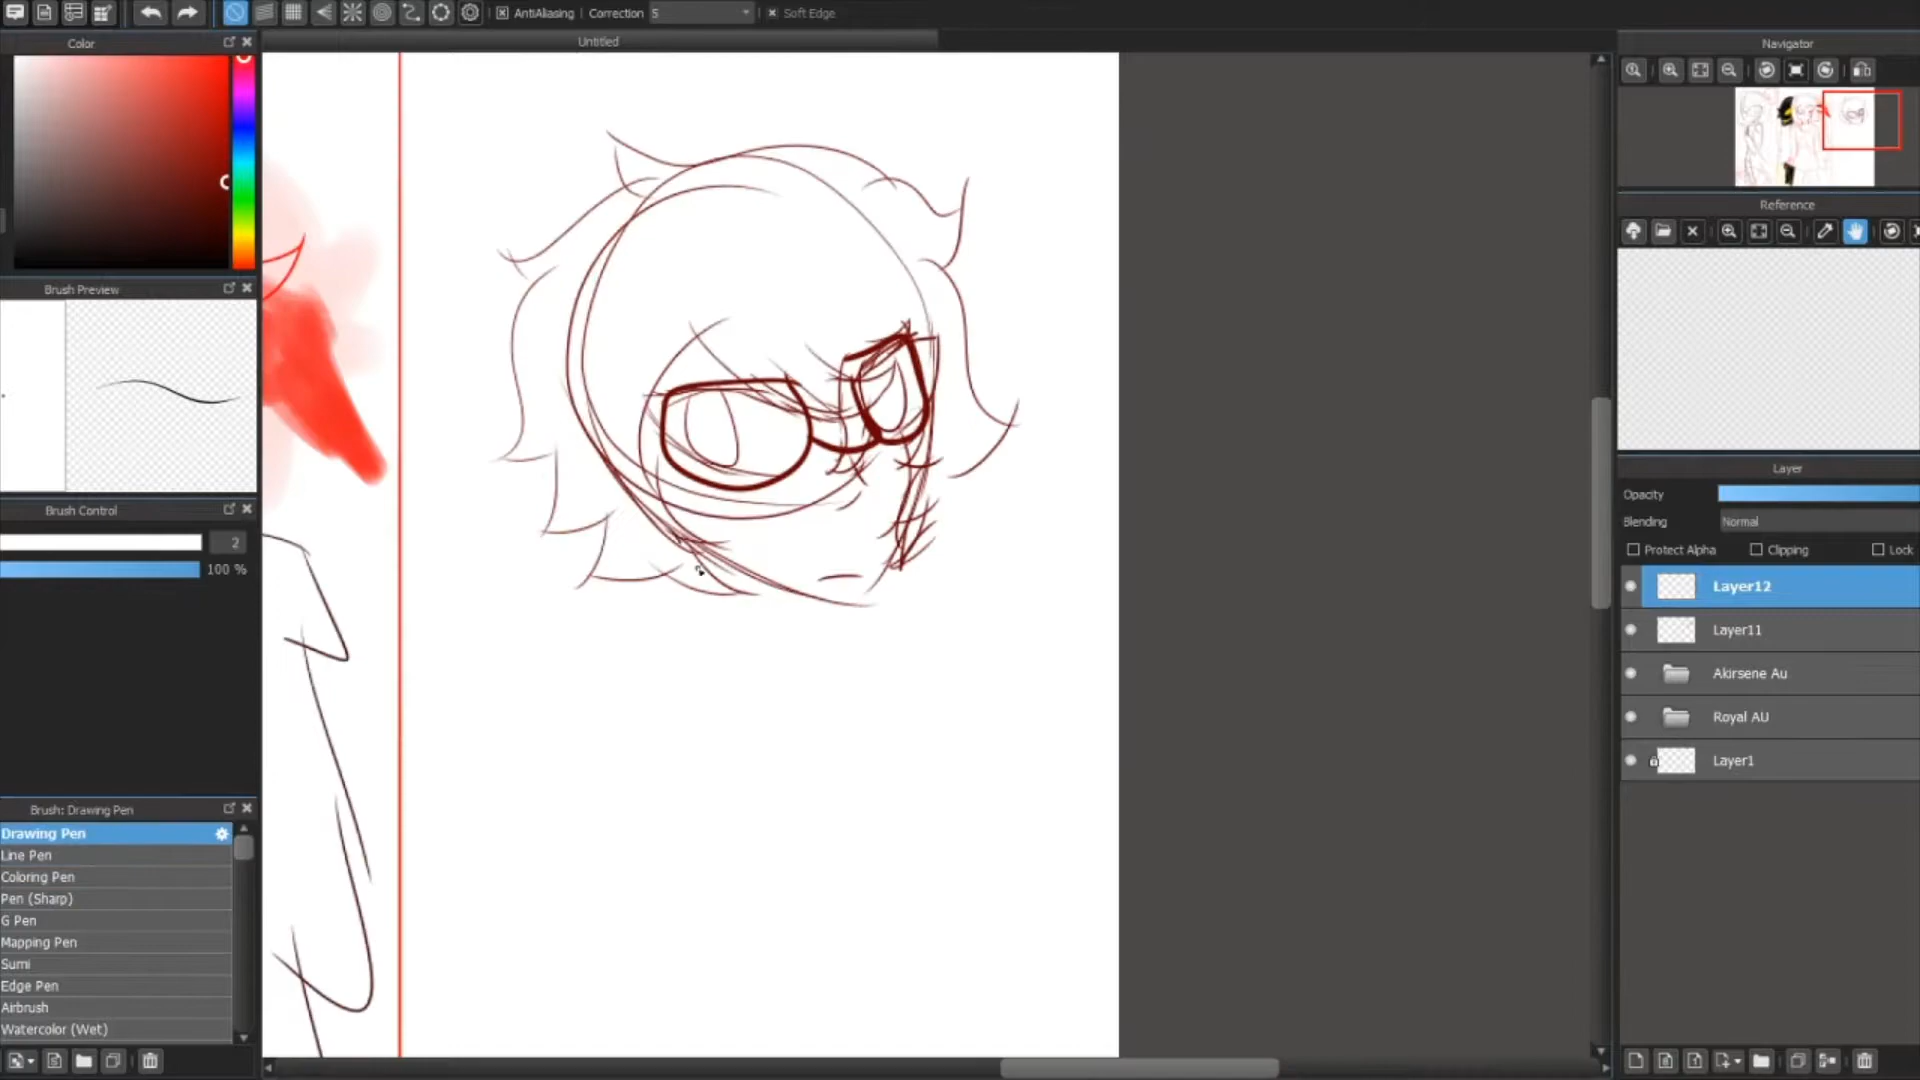 AntiAliasing Correction 5 Soft Edge
Color
Untitled
Navigator
Brush Preview
Reference
Brush Control
2
100 %
Layer
Opacity
Blending Normal
Protect Alpha Clipping Lock
Layer12
Layer11
Akirsene Au
Royal AU
Layer1
Brush: Drawing Pen
Drawing Pen
Line Pen
Coloring Pen
Pen (Sharp)
G Pen
Mapping Pen
Sumi
Edge Pen
Airbrush
Watercolor (Wet)